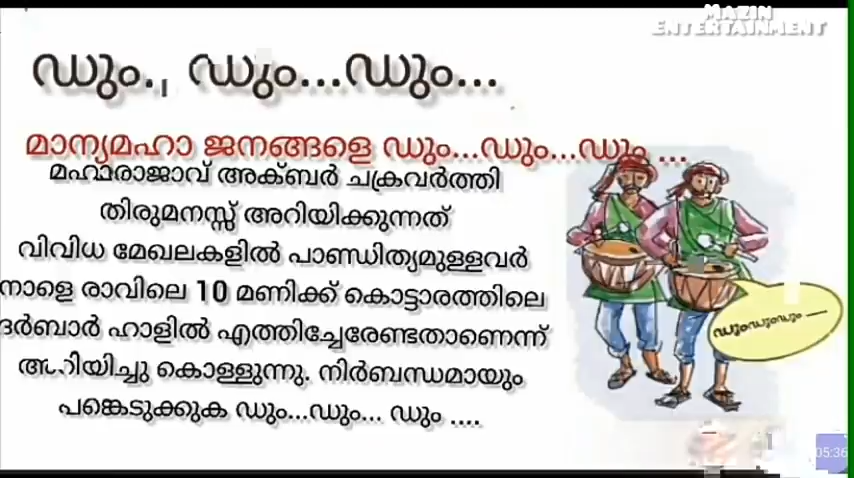 MAZIN
ENTERTAINMENT
ഡും., ഡും...ഡും...
മാന്യമഹാ ജനങ്ങളെ ഡും...ഡും...ഡും ...
മഹാരാജാവ് അക്ബർ ചക്രവർത്തി
തിരുമനസ്സ് അറിയിക്കുന്നത്
വിവിധ മേഖലകളിൽ പാണ്ഡിത്യമുള്ളവർ
നാളെ രാവിലെ 10 മണിക്ക് കൊട്ടാരത്തിലെ
ദർബാർ ഹാളിൽ എത്തിച്ചേരേണ്ടതാണെന്ന്
അറിയിച്ചു കൊള്ളുന്നു. നിർബന്ധമായും
പങ്കെടുക്കുക ഡും...ഡും... ഡും ....
ഡുംഡുംഡും —
05:36